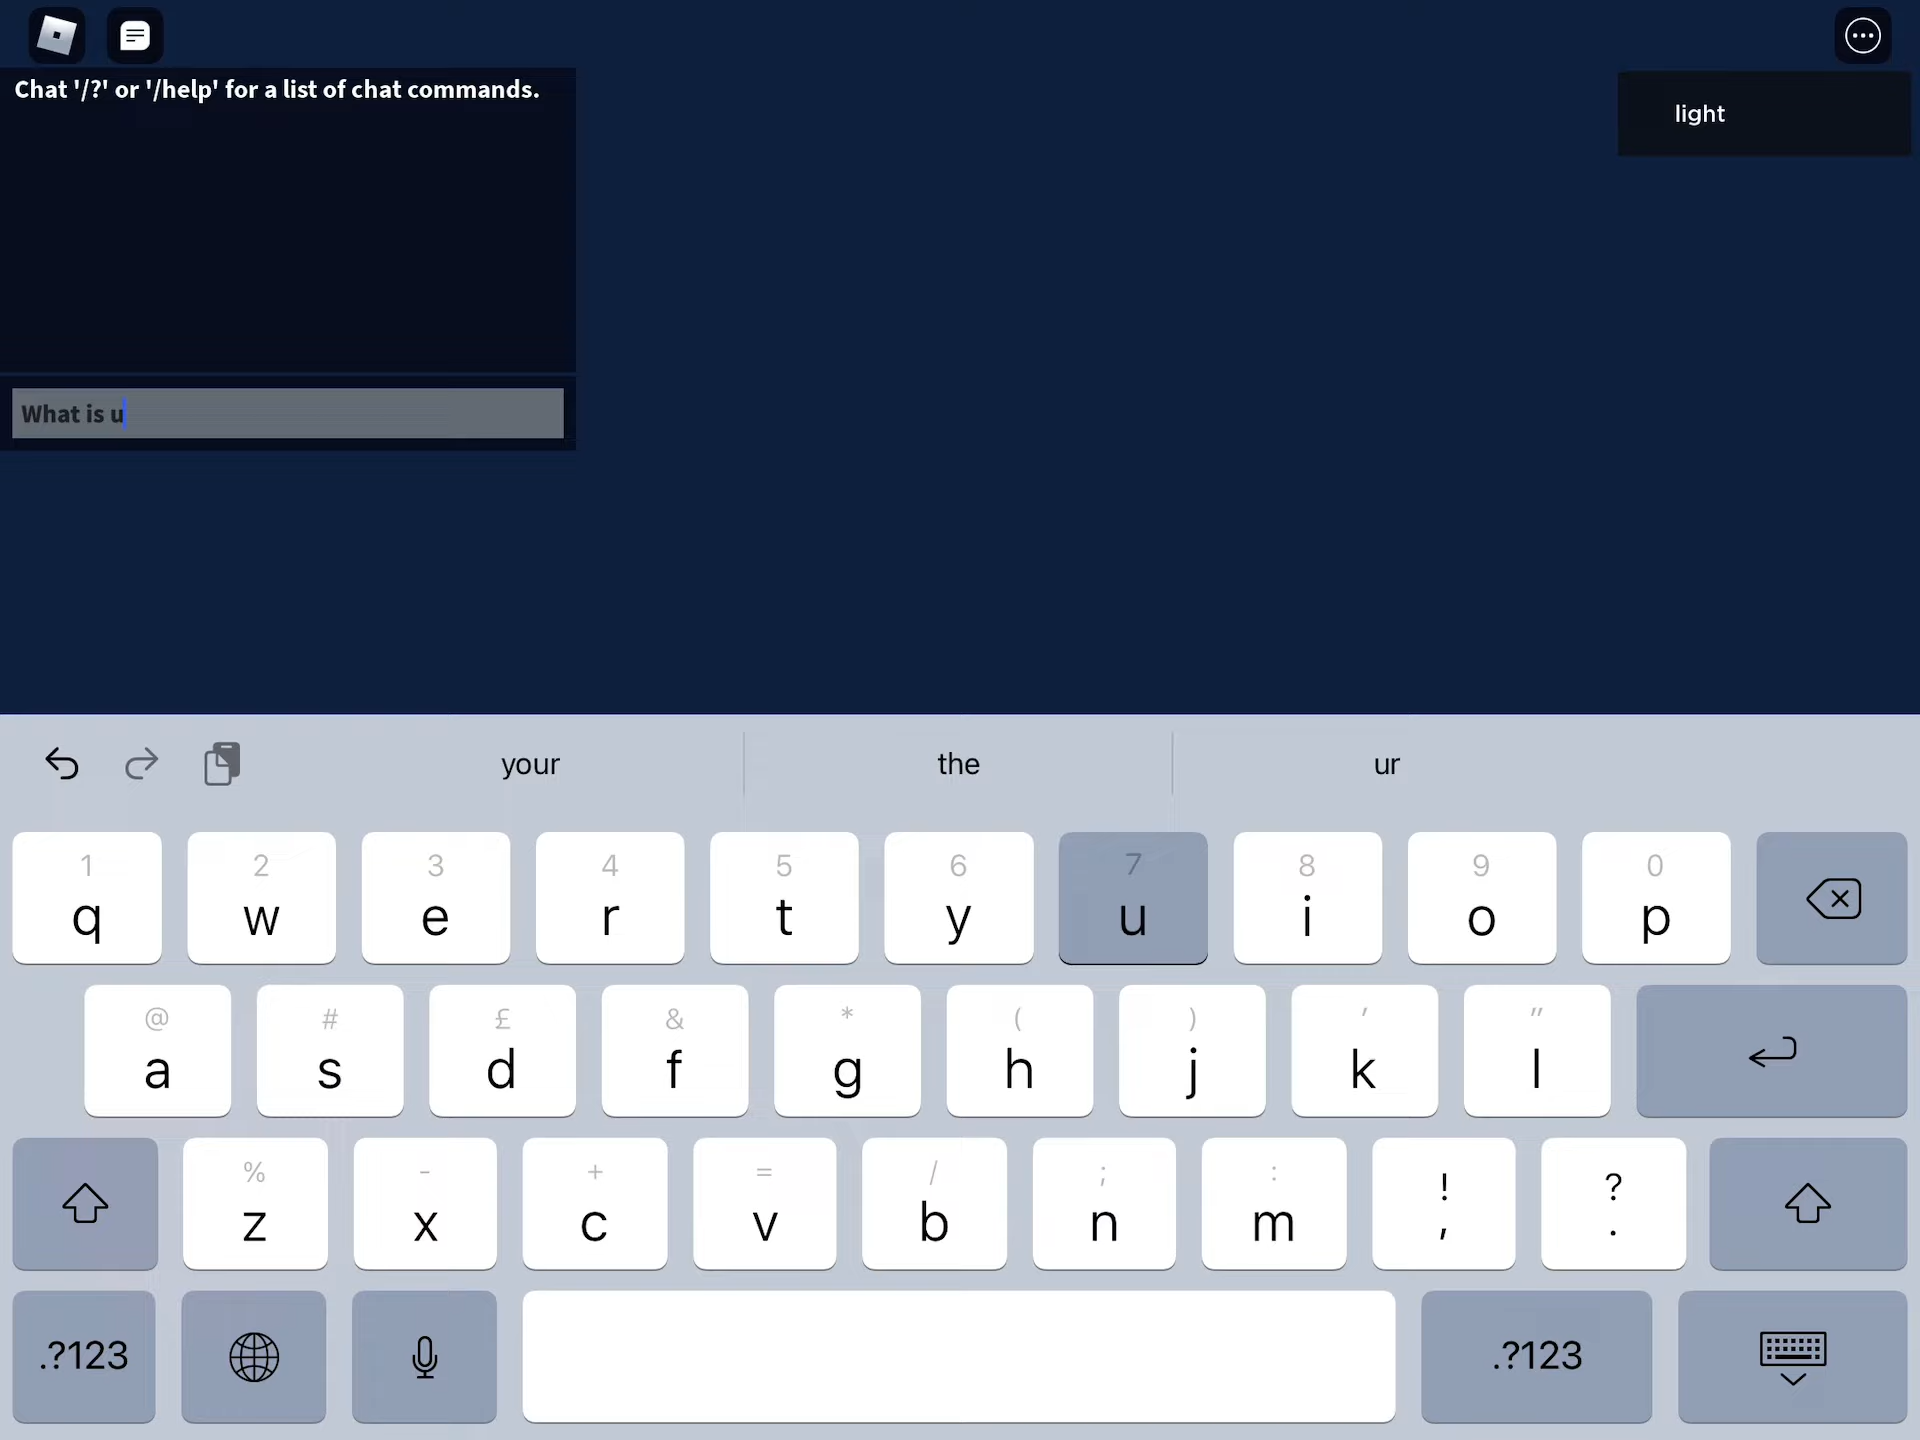 Chat '/?' or '/help' for a list of chat commands.
light
What is u
your the ur
1 2 3 4 5 6 7 8 9 0
q w e r t y u i o p
@ # £ & * ( ) ' "
a s d f g h j k l
% - + = / ; : ! ?
z x c v b n m , .
.?123 .?123